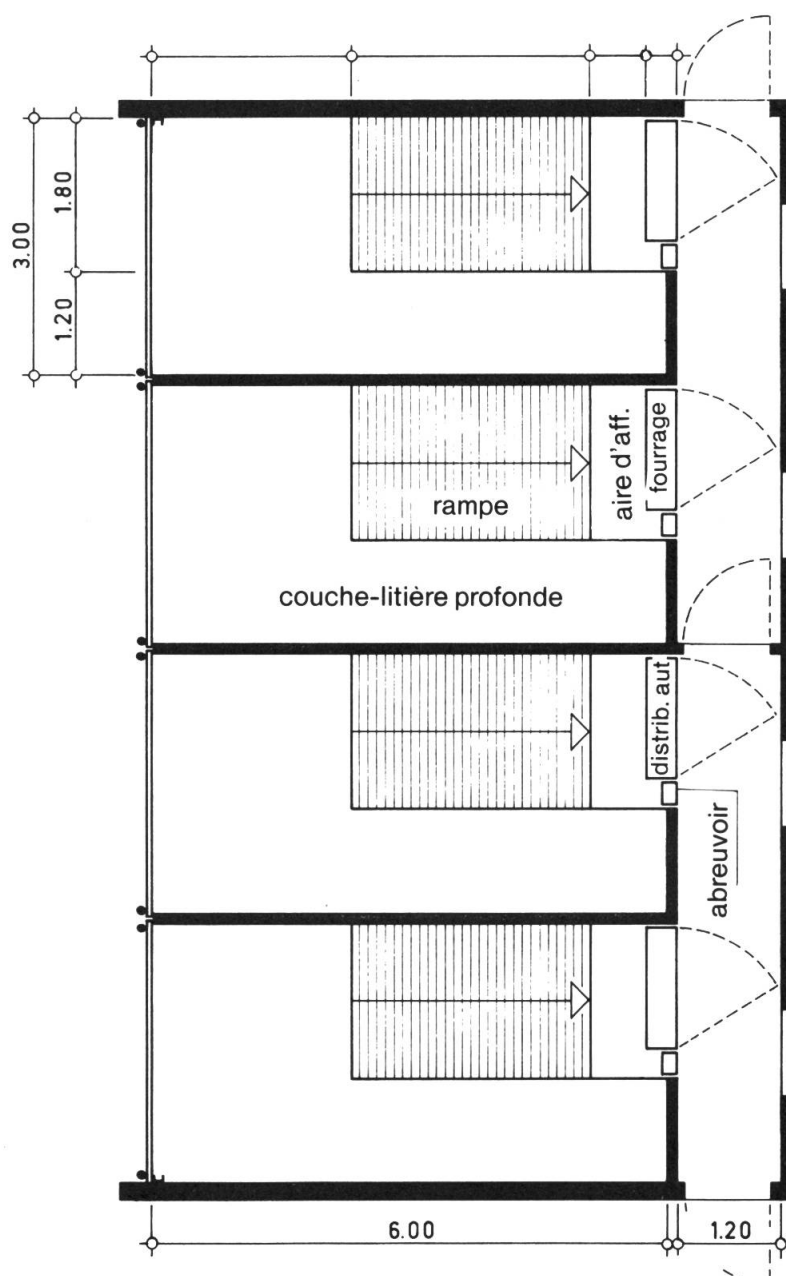 3.00
1.80
1.20
aire d'aff.
fourrage
rampe
couche-litière profonde
distrib. aut.
abreuvoir
6.00
1.20